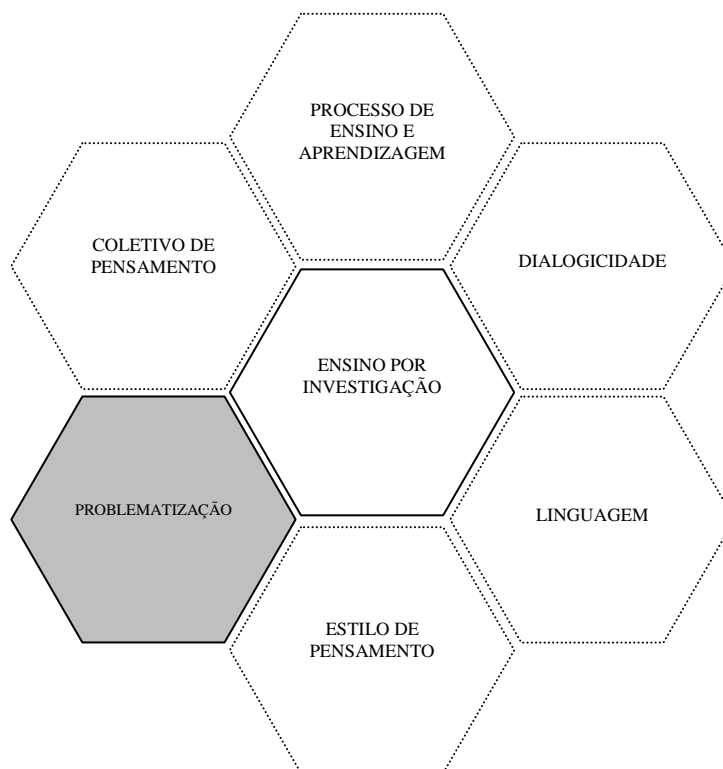 PROCESSO DE
ENSINO E
APRENDIZAGEM
COLETIVO DE
PENSAMENTO
DIALOGICIDADE
ENSINO POR
INVESTIGAÇÃO
PROBLEMATIZAÇÃO
LINGUAGEM
ESTILO DE
PENSAMENTO